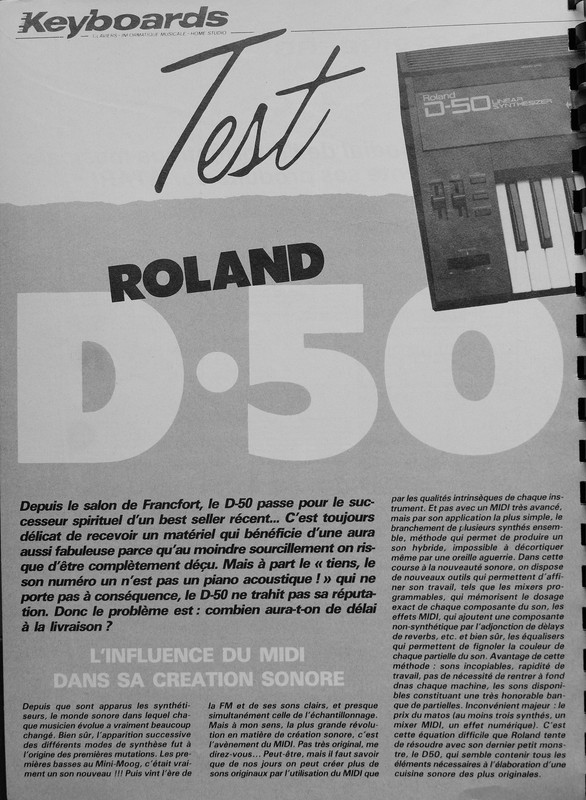 Keyboards
CLAVIERS - INFORMATIQUE MUSICALE - HOME STUDIO
Test
Roland
D-50 LINEAR
SYNTHESIZER
ROLAND
D•50
Depuis le salon de Francfort, le D-50 passe pour le suc-
cesseur spirituel d'un best seller récent... C'est toujours
délicat de recevoir un matériel qui bénéficie d'une aura
aussi fabuleuse parce qu'au moindre sourcillement on ris-
que d'être complètement déçu. Mais à part le « tiens, le
son numéro un n'est pas un piano acoustique ! » qui ne
porte pas à conséquence, le D-50 ne trahit pas sa réputa-
tion. Donc le problème est : combien aura-t-on de délai
à la livraison ?
L'INFLUENCE DU MIDI
DANS SA CREATION SONORE
Depuis que sont apparus les synthéti-
seurs, le monde sonore dans lequel cha-
que musicien évolue a vraiment beaucoup
changé. Bien sûr, l'apparition successive
des différents modes de synthèse fut à
l'origine des premières mutations. Les pre-
mières basses au Mini-Moog, c'était vrai-
ment un son nouveau !!! Puis vint l'ère de
la FM et de ses sons clairs, et presque
simultanément celle de l'échantillonnage.
Mais à mon sens, la plus grande révolu-
tion en matière de création sonore, c'est
l'avènement du MIDI. Pas très original, me
direz-vous... Peut-être, mais il faut savoir
que de nos jours on peut créer plus de
sons originaux par l'utilisation du MIDI que
par les qualités intrinsèques de chaque ins-
trument. Et pas avec un MIDI très avancé,
mais par son application la plus simple, le
branchement de plusieurs synthés ensem-
ble, méthode qui permet de produire un
son hybride, impossible à décortiquer
même par une oreille aguerrie. Dans cette
course à la nouveauté sonore, on dispose
de nouveaux outils qui permettent d'affi-
ner son travail, tels que les mixers pro-
grammables, qui mémorisent le dosage
exact de chaque composante du son, les
effets MIDI, qui ajoutent une composante
non-synthétique par l'adjonction de délays
de reverbs, etc. et bien sûr, les équalisers
qui permettent de fignoler la couleur de
chaque partielle du son. Avantage de cette
méthode : sons incopiables, rapidité de
travail, pas de nécessité de rentrer à fond
dnas chaque machine, les sons disponi-
bles constituant une très honorable ban-
que de partielles. Inconvénient majeur : le
prix du matos (au moins trois synthés, un
mixer MIDI, un effet numérique). C'est
cette équation difficile que Roland tente
de résoudre avec son dernier petit mons-
tre, le D50, qui semble contenir tous les
éléments nécessaires à l'élaboration d'une
cuisine sonore des plus originales.